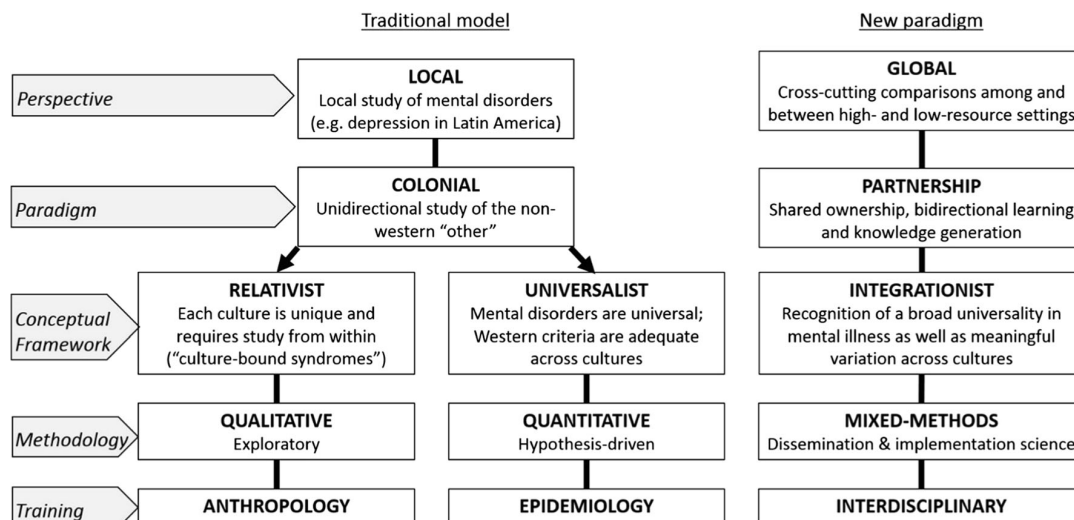 Traditional model
New paradigm
Perspective
LOCAL
Local study of mental disorders
(e.g. depression in Latin America)
GLOBAL
Cross-cutting comparisons among and
between high- and low-resource settings
Paradigm
COLONIAL
Unidirectional study of the non-
western “other”
PARTNERSHIP
Shared ownership, bidirectional learning
and knowledge generation
Conceptual
Framework
RELATIVIST
Each culture is unique and
requires study from within
(“culture-bound syndromes”)
UNIVERSALIST
Mental disorders are universal;
Western criteria are adequate
across cultures
INTEGRATIONIST
Recognition of a broad universality in
mental illness as well as meaningful
variation across cultures
Methodology
QUALITATIVE
Exploratory
QUANTITATIVE
Hypothesis-driven
MIXED-METHODS
Dissemination & implementation science
Training
ANTHROPOLOGY
EPIDEMIOLOGY
INTERDISCIPLINARY